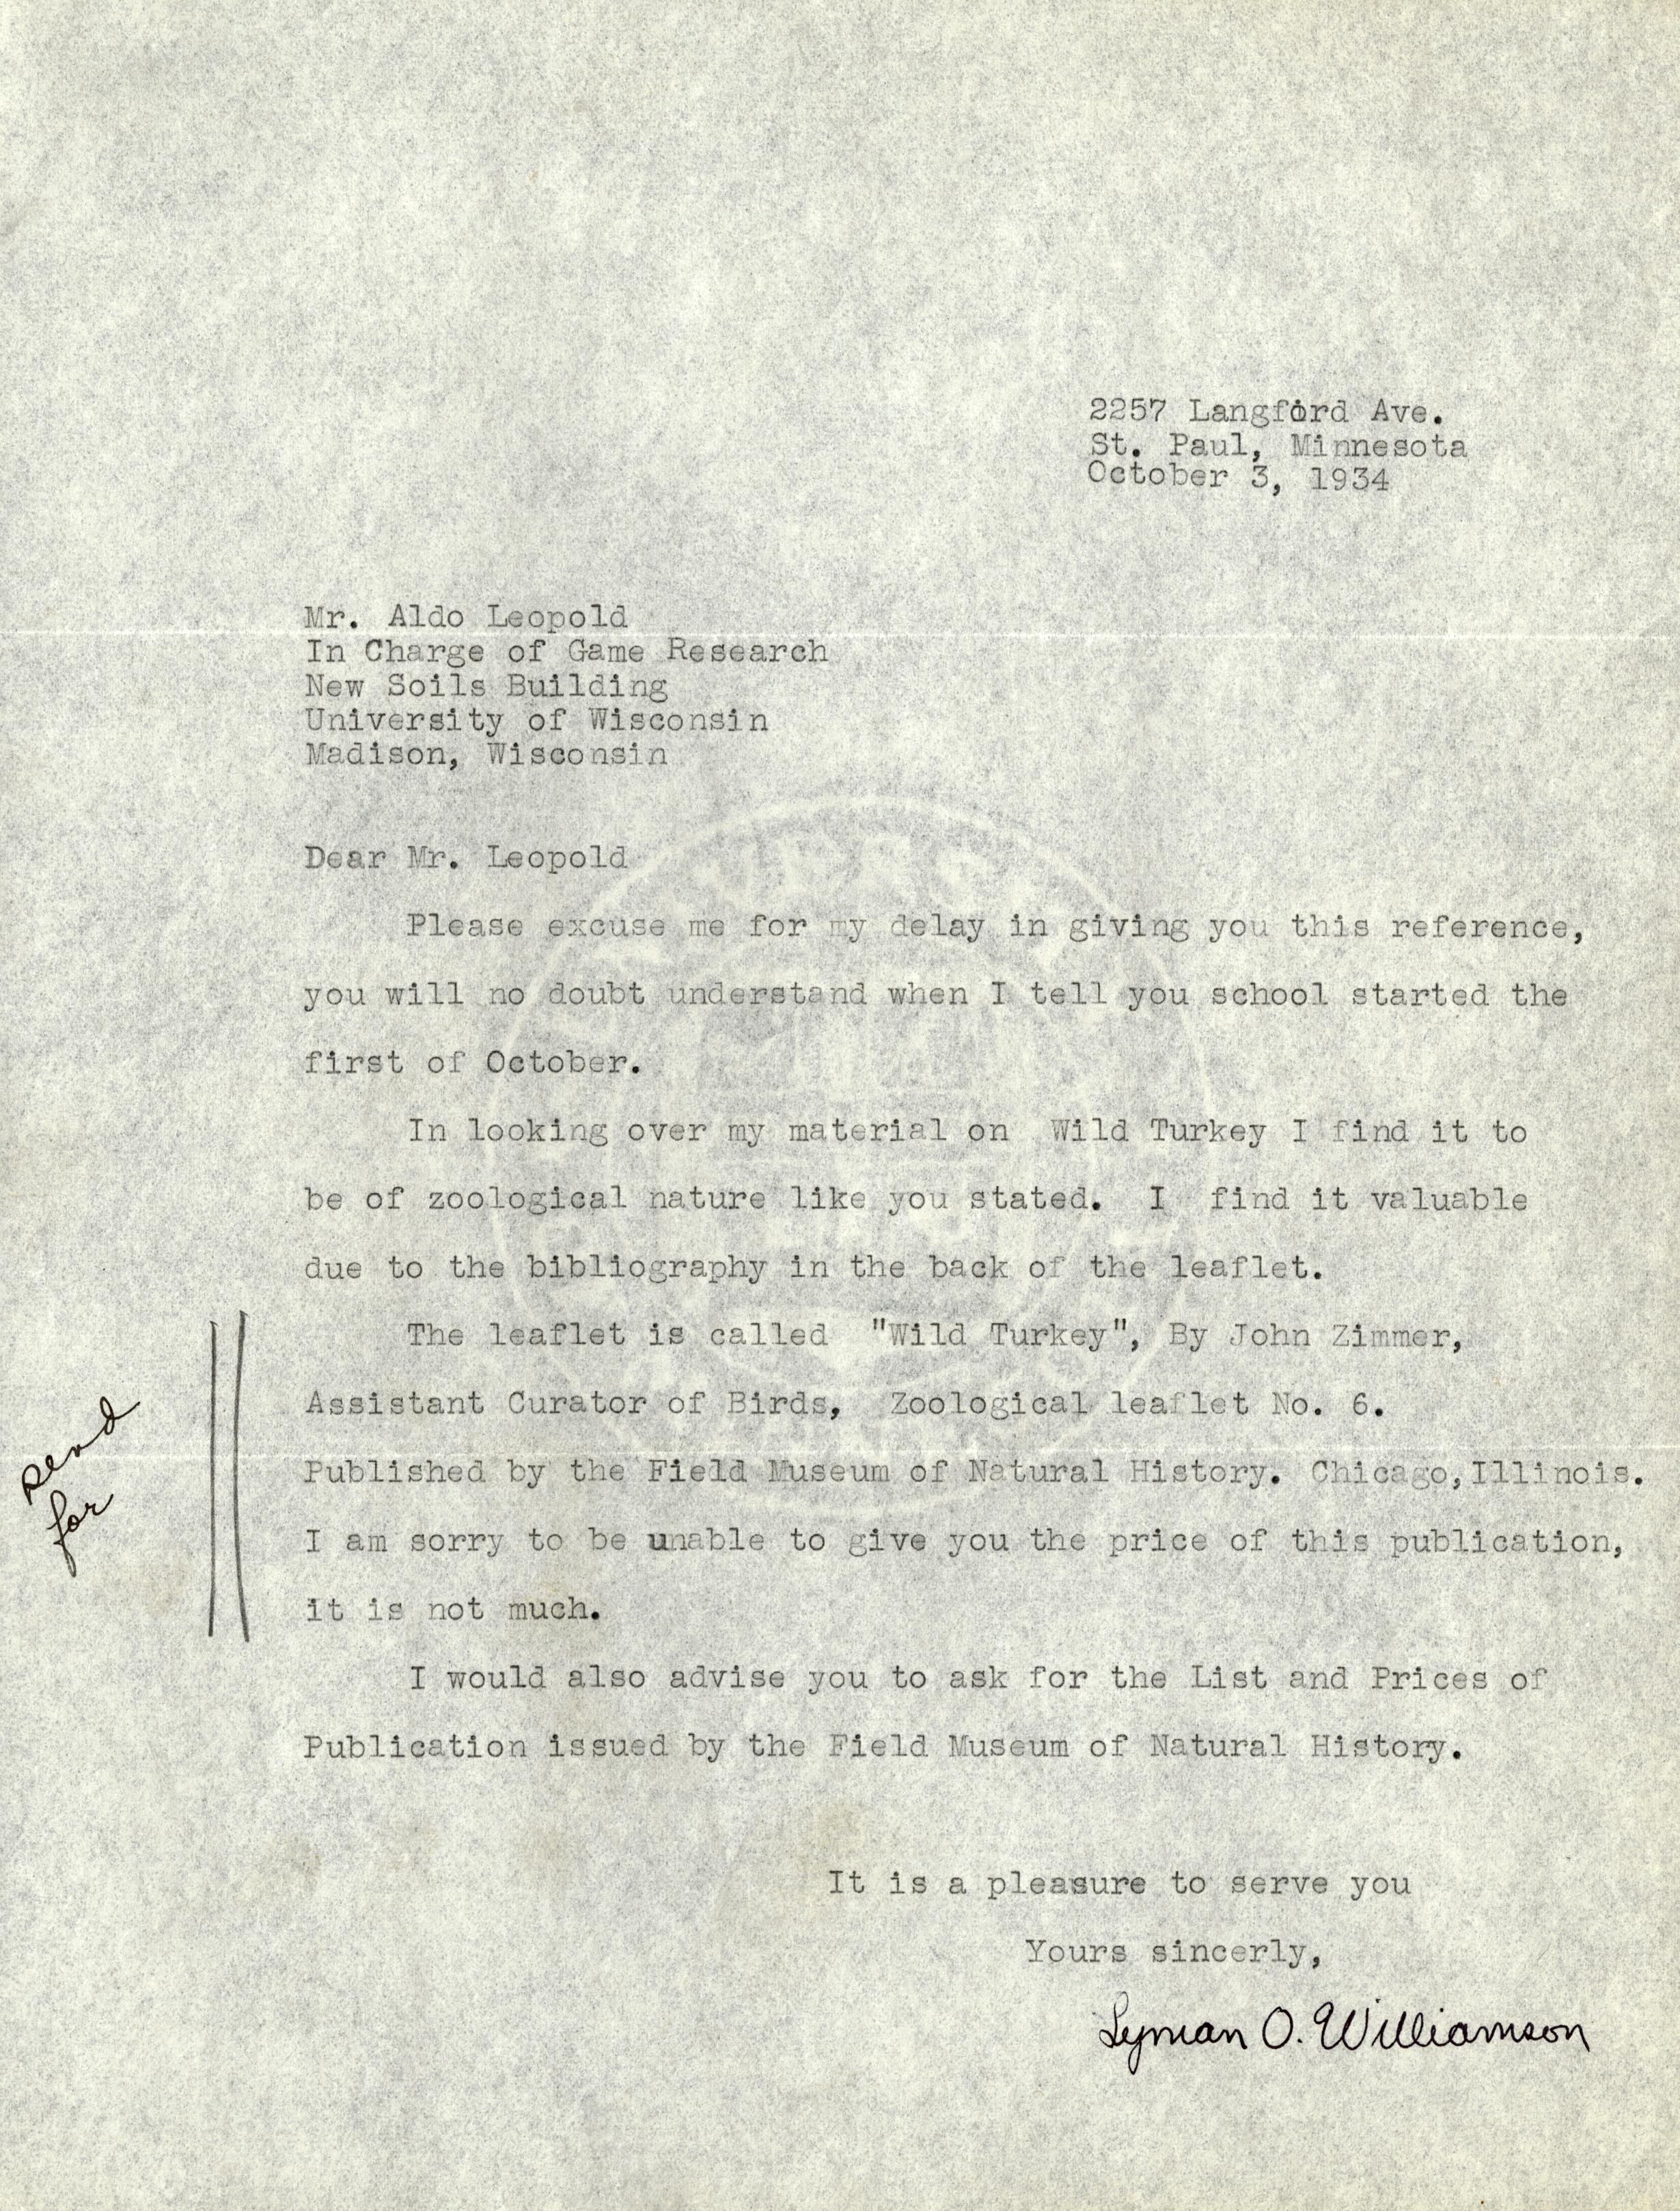 2257 Langford Ave.
St. Paul, Minnesota
October 3, 1934
Mr. Aldo Leopold
In Charge of Game Research
New Soils Building
University of Wisconsin
Madison, Wisconsin
Dear Mr. Leopold
Please excuse me for my delay in giving you this reference,
you will no doubt understand when I tell you school started the
first of October.
In looking over my material on Wild Turkey I find it to
be of zoological nature like you stated. I find it valuable
due to the bibliography in the back of the leaflet.
The leaflet is called "Wild Turkey", By John Zimmer,
Assistant Curator of Birds, Zoological leaflet No. 6.
Published by the Field Museum of Natural History. Chicago,Illinois.
I am sorry to be unable to give you the price of this publication,
it is not much.
send
for
I would also advise you to ask for the List and Prices of
Publication issued by the Field Museum of Natural History.
It is a pleasure to serve you
Yours sincerly,
Lyman O. Williamson